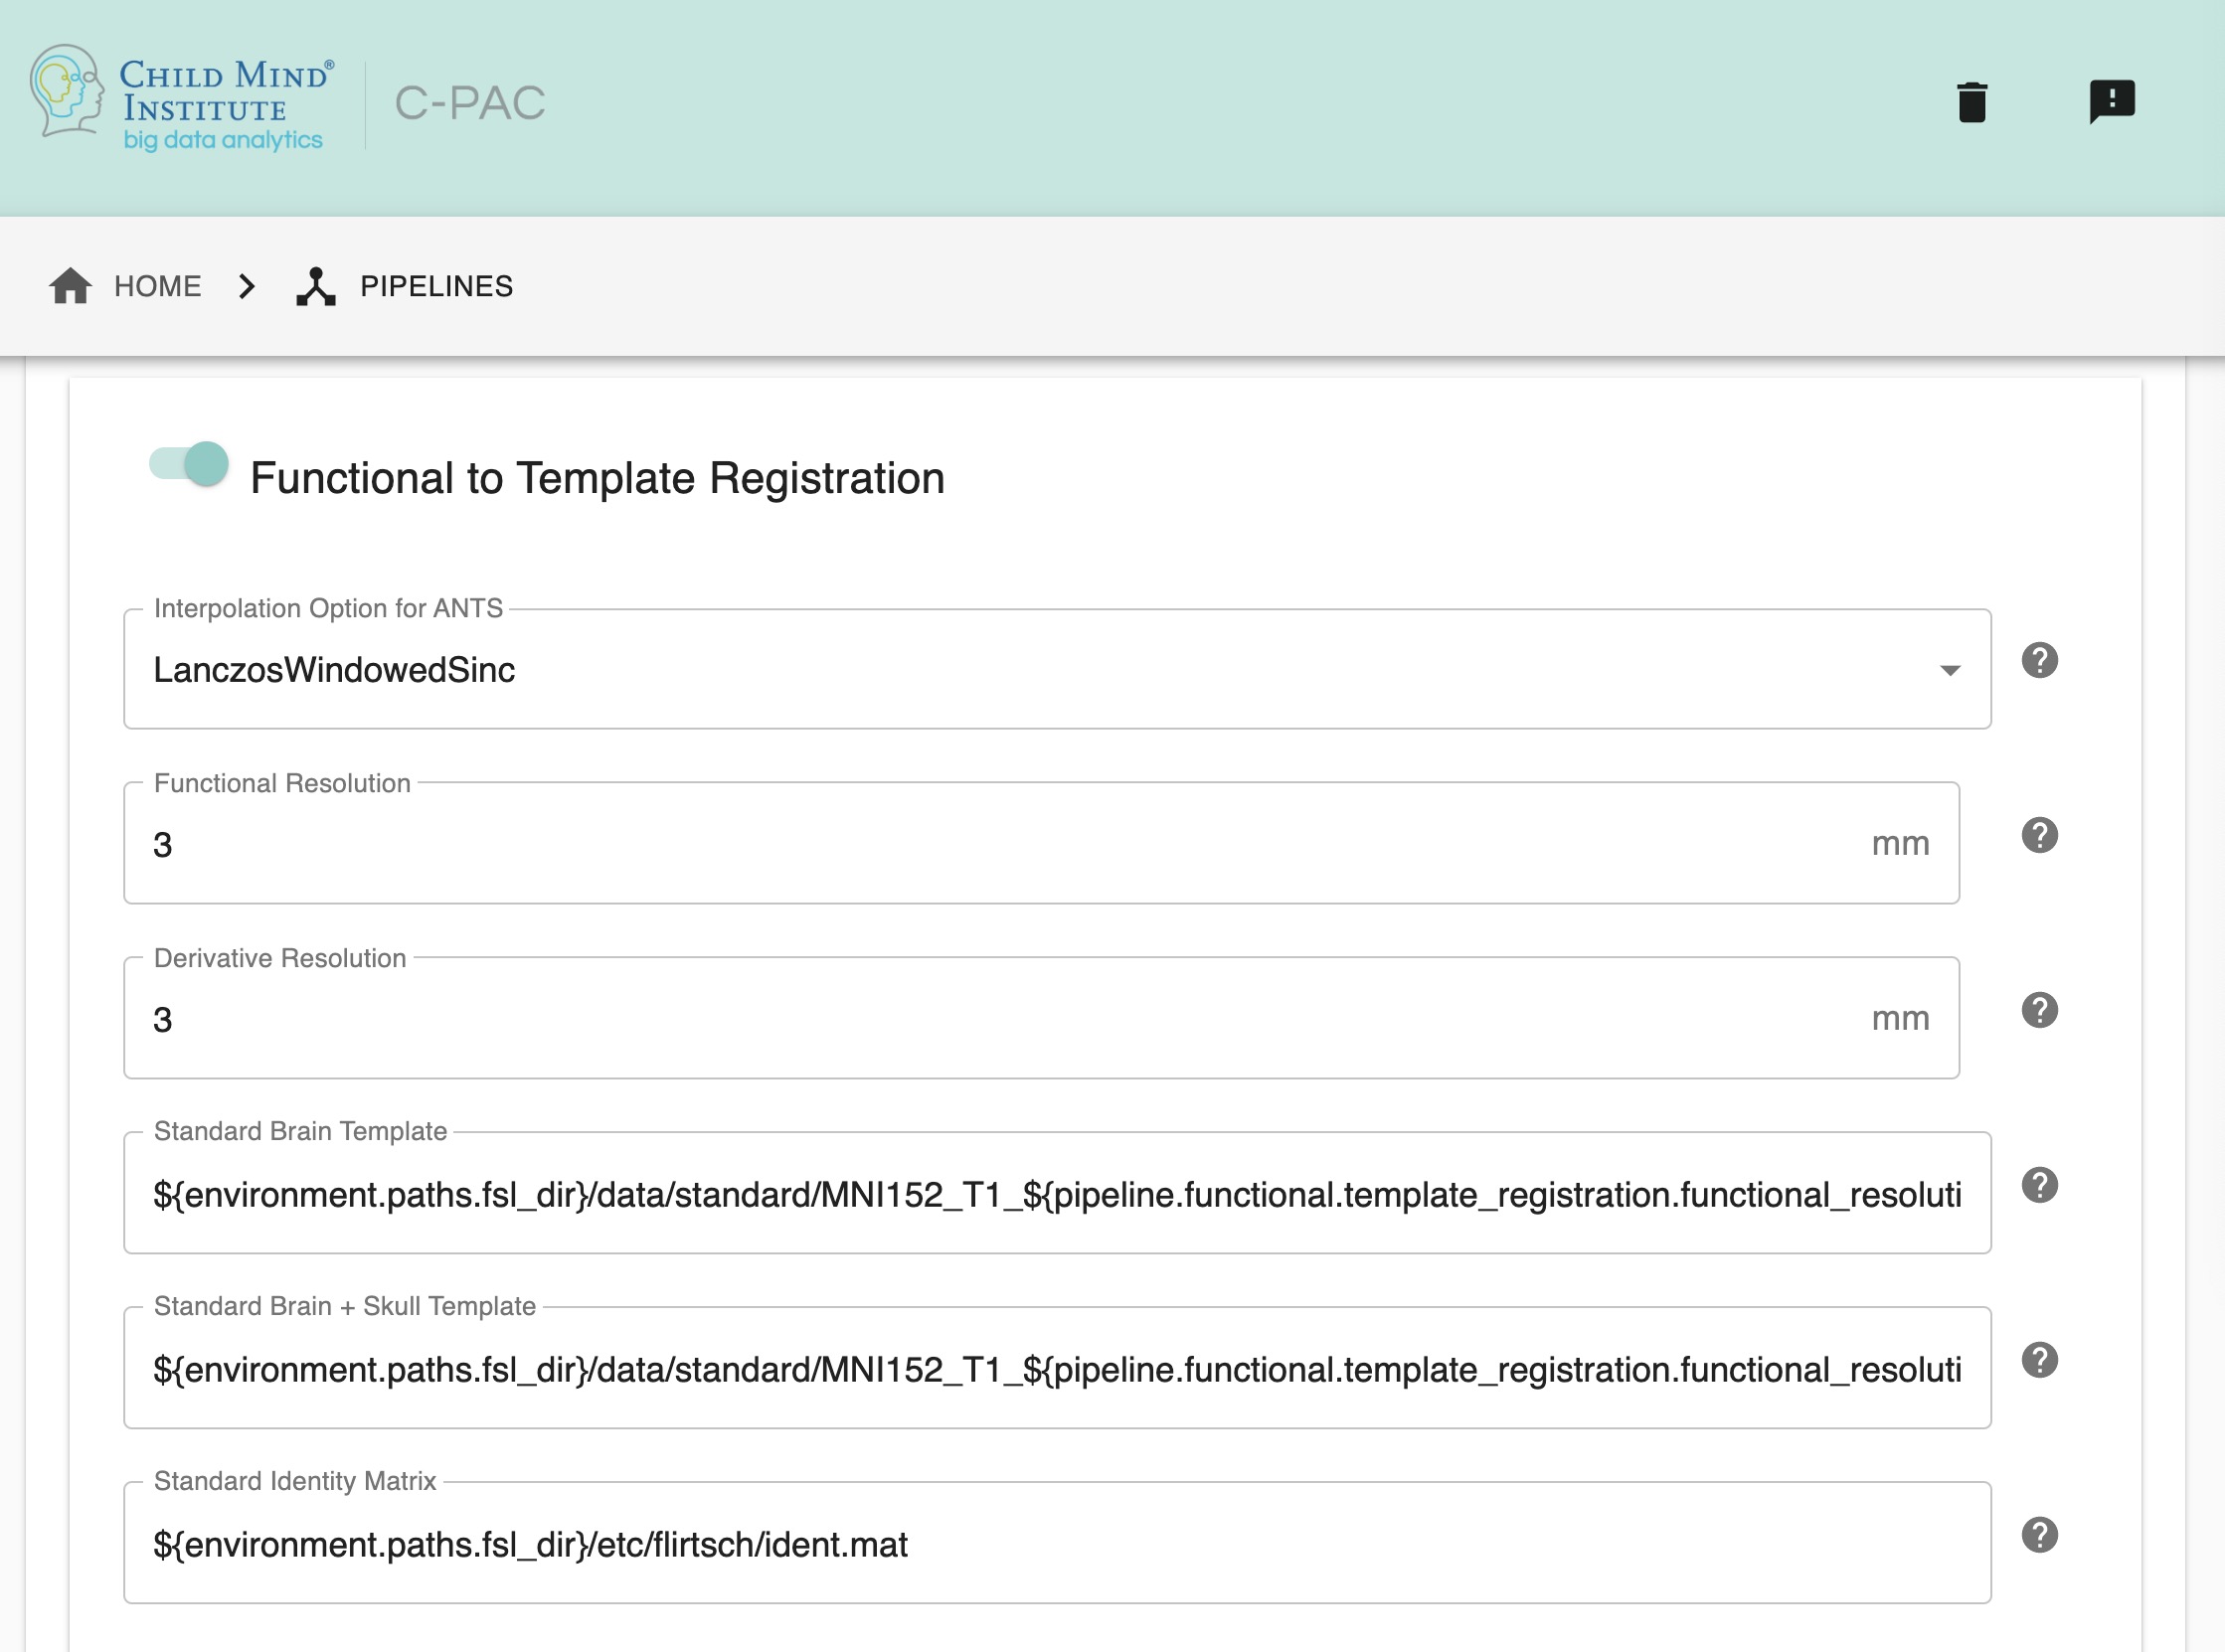 CHILD MIND®
INSTITUTE
big data analytics
C-PAC
HOME
PIPELINES
Functional to Template Registration
Interpolation Option for ANTS
LanczosWindowedSinc
Functional Resolution
3 mm
Derivative Resolution
3 mm
Standard Brain Template
${environment.paths.fsl_dir}/data/standard/MNI152_T1_${pipeline.functional.template_registration.functional_resoluti
Standard Brain + Skull Template
${environment.paths.fsl_dir}/data/standard/MNI152_T1_${pipeline.functional.template_registration.functional_resoluti
Standard Identity Matrix
${environment.paths.fsl_dir}/etc/flirtsch/ident.mat